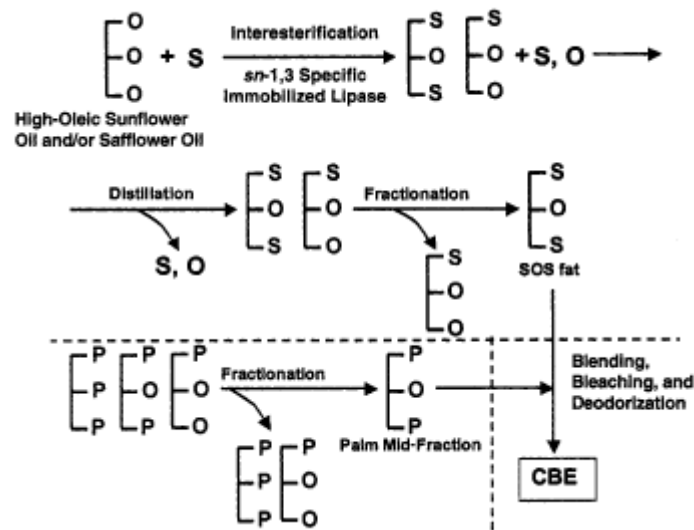 O S S
Interesterification
O + S O O + S, O
sn-1,3 Specific
Immobilized Lipase
O S O
High-Oleic Sunflower
Oil and/or Safflower Oil
S S S
Distillation Fractionation
O O O
S O S
S, O S SOS fat
O
O
P P P P Blending,
Fractionation Bleaching, and
P O O O Deodorization
P P O P
P P Palm Mid-Fraction
P O CBE
P O